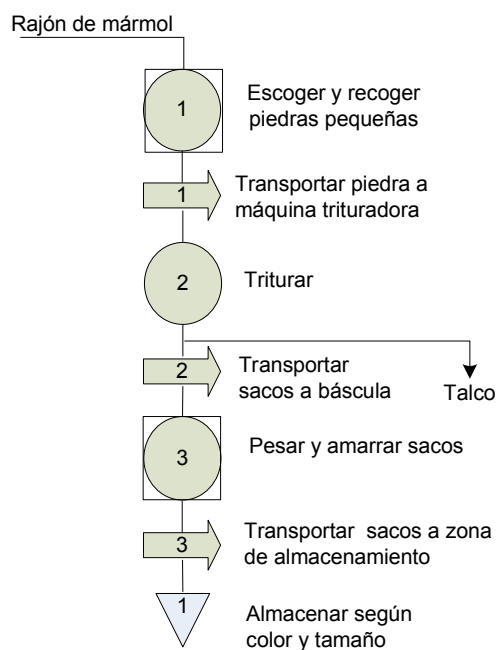 Rajón de mármol
1
Escoger y recoger
piedras pequeñas
1
Transportar piedra a
máquina trituradora
2
Triturar
2
Transportar
sacos a báscula
Talco
3
Pesar y amarrar sacos
3
Transportar sacos a zona
de almacenamiento
1
Almacenar según
color y tamaño